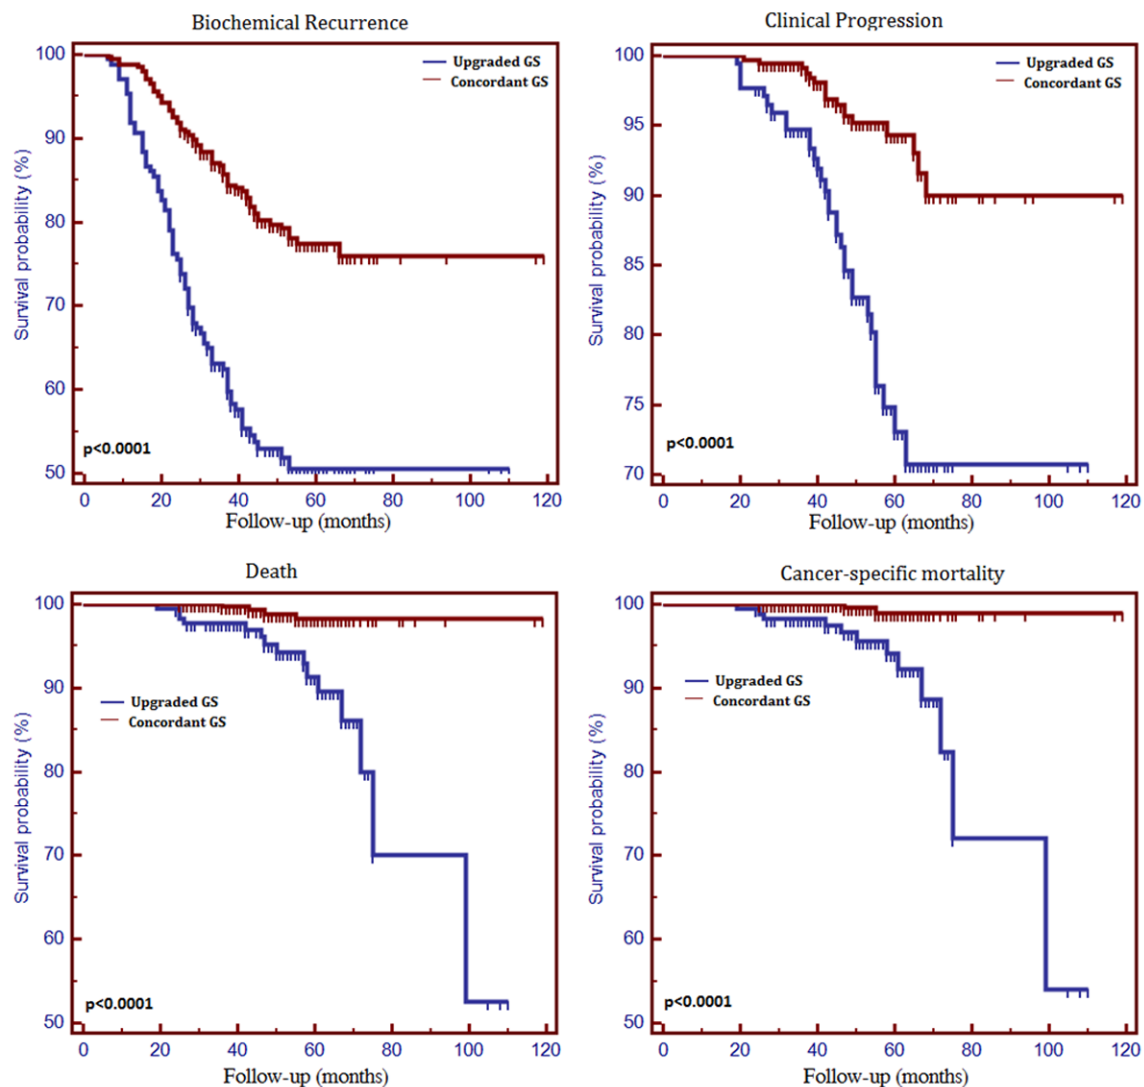 Biochemical Recurrence
100
90
80
70
60
50
Survival probability (%)
Upgraded GS
Concordant GS
p<0.0001
0 20 40 60 80 100 120
Follow-up (months)
Clinical Progression
100
95
90
85
80
75
70
Survival probability (%)
Upgraded GS
Concordant GS
p<0.0001
0 20 40 60 80 100 120
Follow-up (months)
Death
100
90
80
70
60
50
Survival probability (%)
Upgraded GS
Concordant GS
p<0.0001
0 20 40 60 80 100 120
Follow-up (months)
Cancer-specific mortality
100
90
80
70
60
50
Survival probability (%)
Upgraded GS
Concordant GS
p<0.0001
0 20 40 60 80 100 120
Follow-up (months)